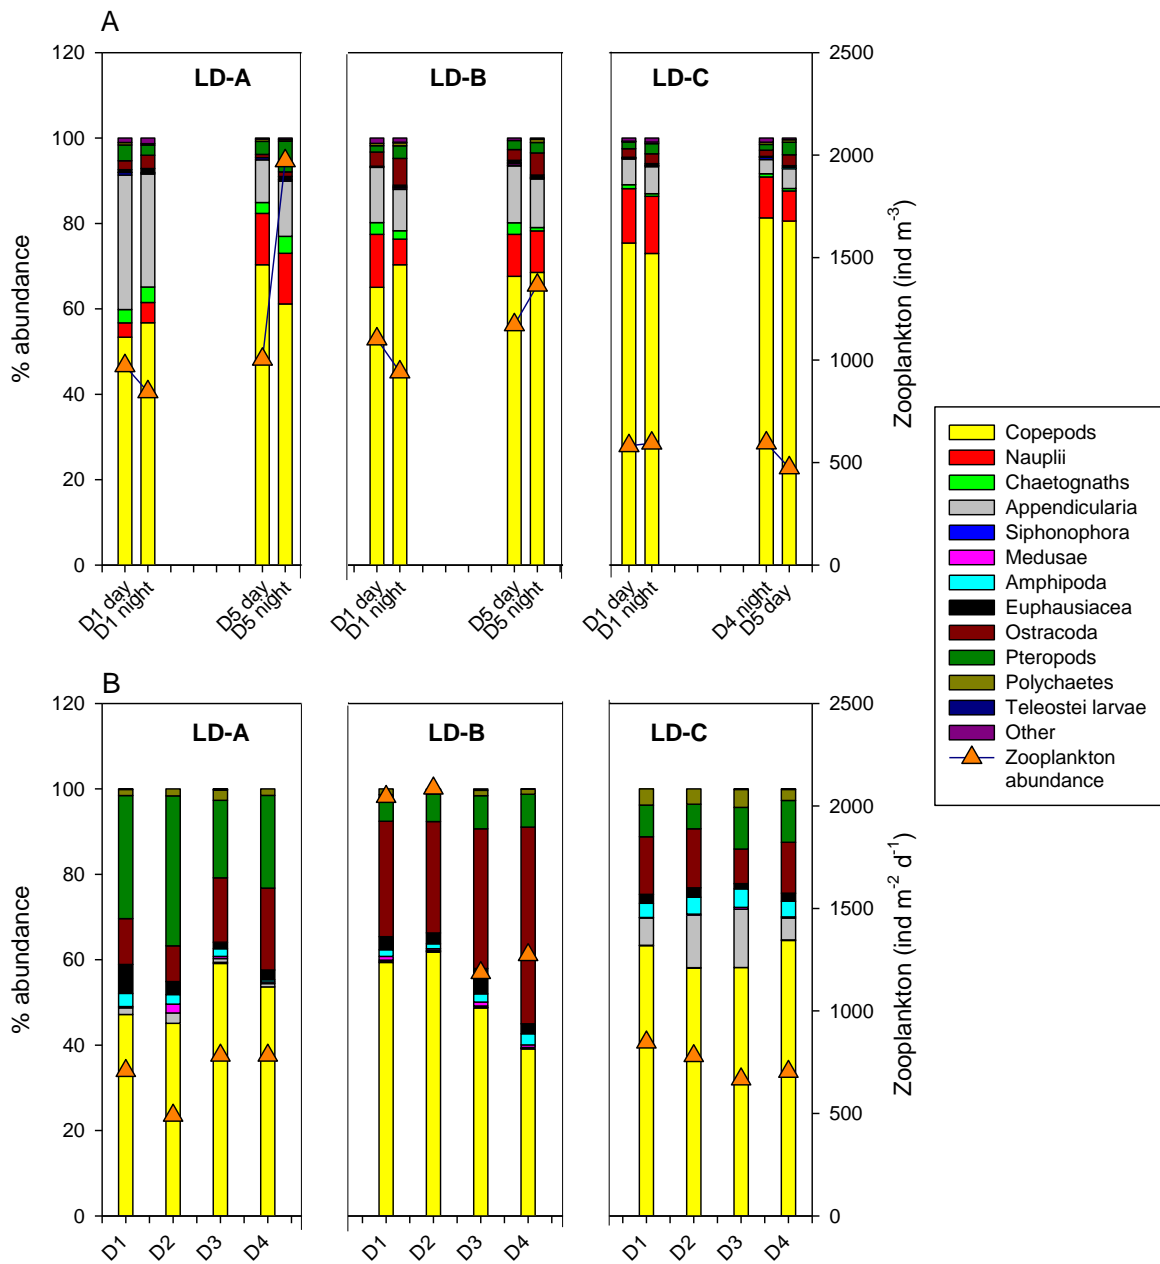 A
LD-A
LD-B
LD-C
120
100
80
60
40
20
0
% abundance
2500
2000
1500
1000
500
0
Zooplankton (ind m⁻³)
D1 day
D1 night
D5 day
D5 night
D1 day
D1 night
D5 day
D5 night
D1 day
D1 night
D4 night
D5 day
Copepods
Nauplii
Chaetognaths
Appendicularia
Siphonophora
Medusae
Amphipoda
Euphausiacea
Ostracoda
Pteropods
Polychaetes
Teleostei larvae
Other
Zooplankton
abundance
B
LD-A
LD-B
LD-C
120
100
80
60
40
20
0
% abundance
2500
2000
1500
1000
500
0
Zooplankton (ind m⁻² d⁻¹)
D1
D2
D3
D4
D1
D2
D3
D4
D1
D2
D3
D4